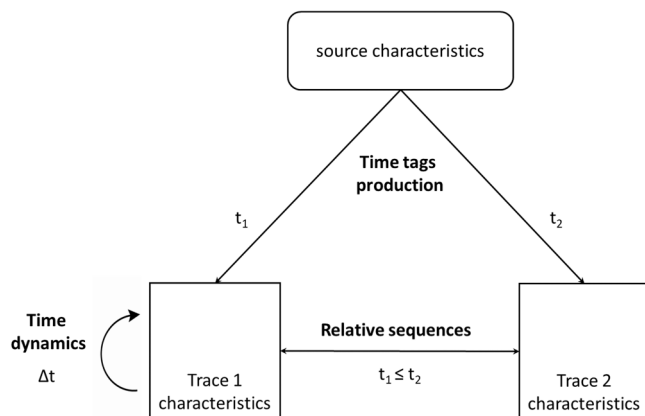 source characteristics
Time tags
production
t₁
t₂
Time
dynamics
Δt
Relative sequences
t₁ ≤ t₂
Trace 1
characteristics
Trace 2
characteristics